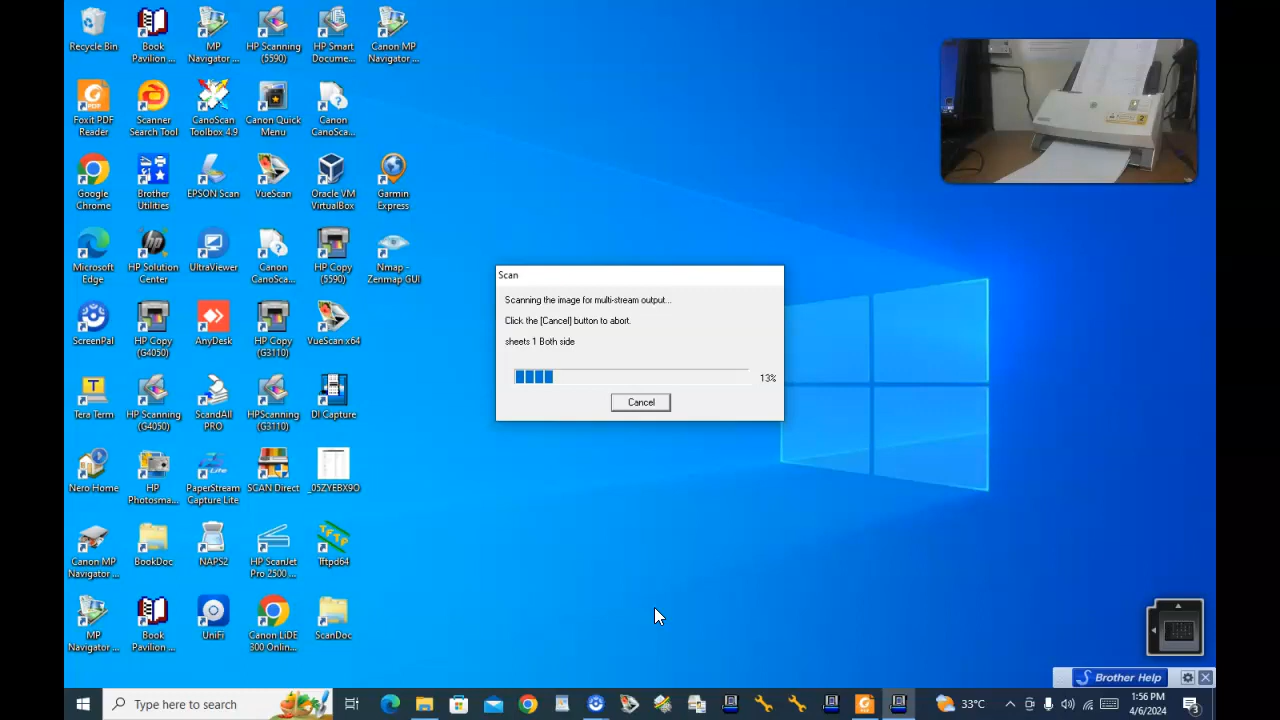 Recycle Bin
Book
Pavilion ...
MP
Navigator ...
HP Scanning
(5590)
HP Smart
Docume...
Canon MP
Navigator ...
Foxit PDF
Reader
Scanner
Search Tool
CanoScan
Toolbox 4.9
Canon Quick
Menu
Canon
CanoSca...
Google
Chrome
Brother
Utilities
EPSON Scan
VueScan
Oracle VM
VirtualBox
Garmin
Express
Microsoft
Edge
HP Solution
Center
UltraViewer
Canon
CanoSca...
HP Copy
(5590)
Nmap -
Zenmap GUI
ScreenPal
HP Copy
(G4050)
AnyDesk
HP Copy
(G3110)
VueScan x64
Tera Term
HP Scanning
(G4050)
ScandAll
PRO
HPScanning
(G3110)
DI Capture
Nero Home
HP
Photosma...
PaperStream
Capture Lite
SCAN Direct
_05ZYEBX9O
Canon MP
Navigator ...
BookDoc
NAPS2
HP ScanJet
Pro 2500 ...
Tftpd64
MP
Navigator ...
Book
Pavilion ...
UniFi
Canon LiDE
300 Onlin...
ScanDoc
Scan
Scanning the image for multi-stream output...
Click the [Cancel] button to abort.
sheets 1 Both side
13%
Cancel
Brother Help
Type here to search
33°C
1:56 PM
4/6/2024